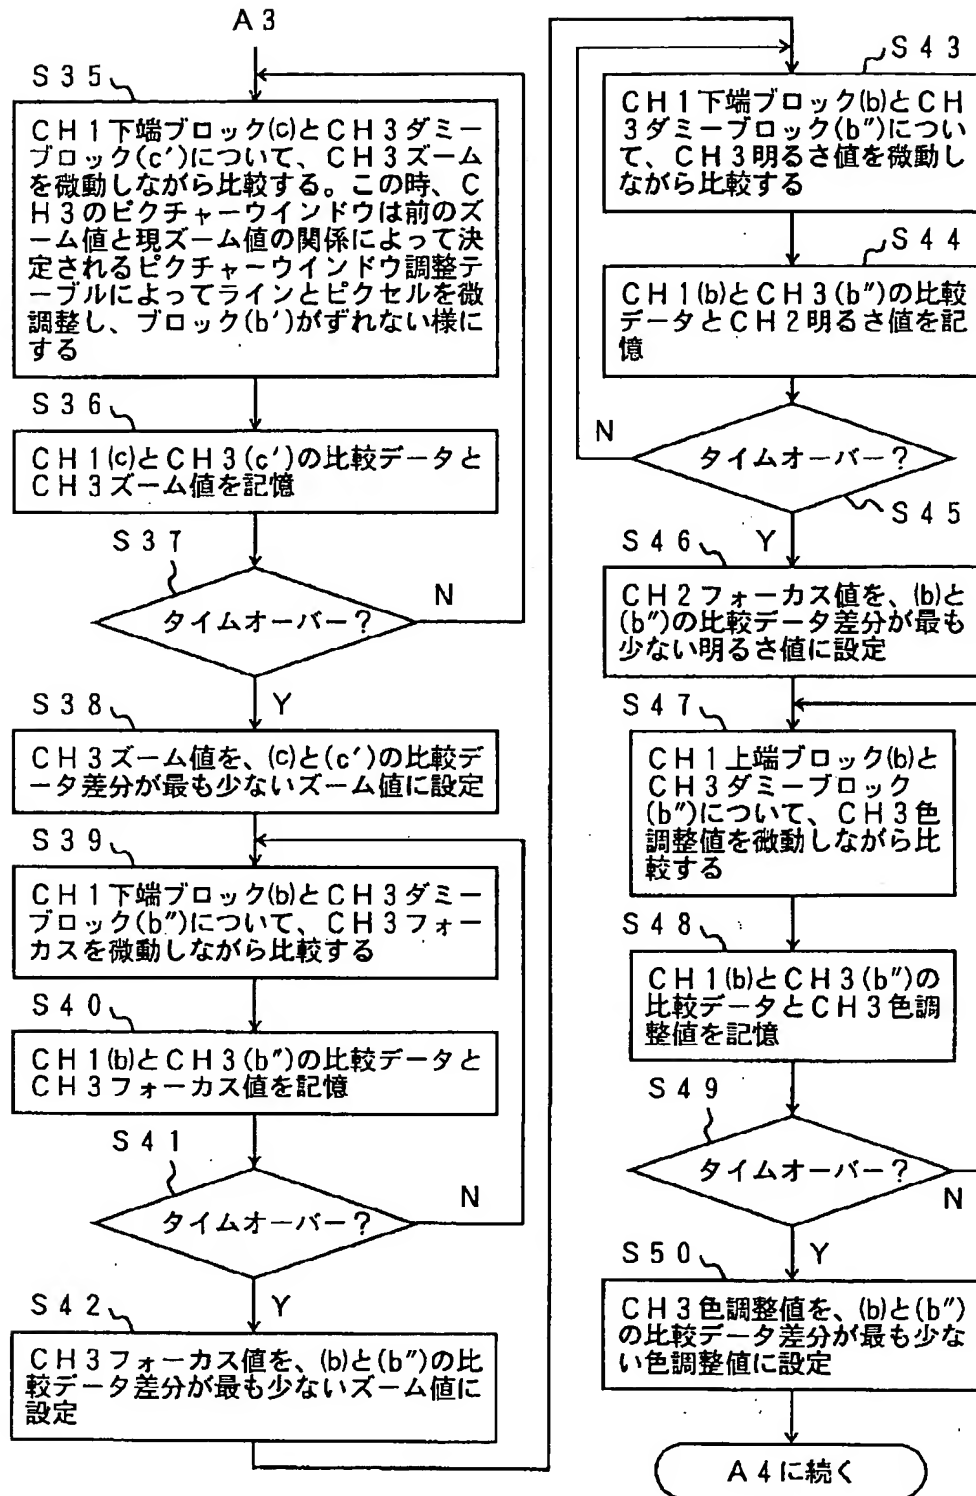 A3
S35
CH1下端ブロック(c)とCH3ダミー
ブロック(c′)について、CH3ズーム
を微動しながら比較する。この時、C
H3のピクチャーウインドウは前のズ
ーム値と現ズーム値の関係によって決
定されるピクチャーウインドウ調整テ
ーブルによってラインとピクセルを微
調整し、ブロック(b′)がずれない様に
する
S36
CH1(c)とCH3(c′)の比較データと
CH3ズーム値を記憶
S37
タイムオーバー?
N
Y
S38
CH3ズーム値を、(c)と(c′)の比較デ
ータ差分が最も少ないズーム値に設定
S39
CH1下端ブロック(b)とCH3ダミー
ブロック(b″)について、CH3フォー
カスを微動しながら比較する
S40
CH1(b)とCH3(b″)の比較データと
CH3フォーカス値を記憶
S41
タイムオーバー?
N
Y
S42
CH3フォーカス値を、(b)と(b″)の比
較データ差分が最も少ないズーム値に
設定
S43
CH1下端ブロック(b)とCH
3ダミーブロック(b″)につい
て、CH3明るさ値を微動し
ながら比較する
S44
CH1(b)とCH3(b″)の比較
データとCH2明るさ値を記
憶
N
タイムオーバー?
S45
Y
S46
CH2フォーカス値を、(b)と
(b″)の比較データ差分が最も
少ない明るさ値に設定
S47
CH1上端ブロック(b)と
CH3ダミーブロック
(b″)について、CH3色
調整値を微動しながら比
較する
S48
CH1(b)とCH3(b″)の
比較データとCH3色調
整値を記憶
S49
タイムオーバー?
N
Y
S50
CH3色調整値を、(b)と(b″)
の比較データ差分が最も少な
い色調整値に設定
A4に続く